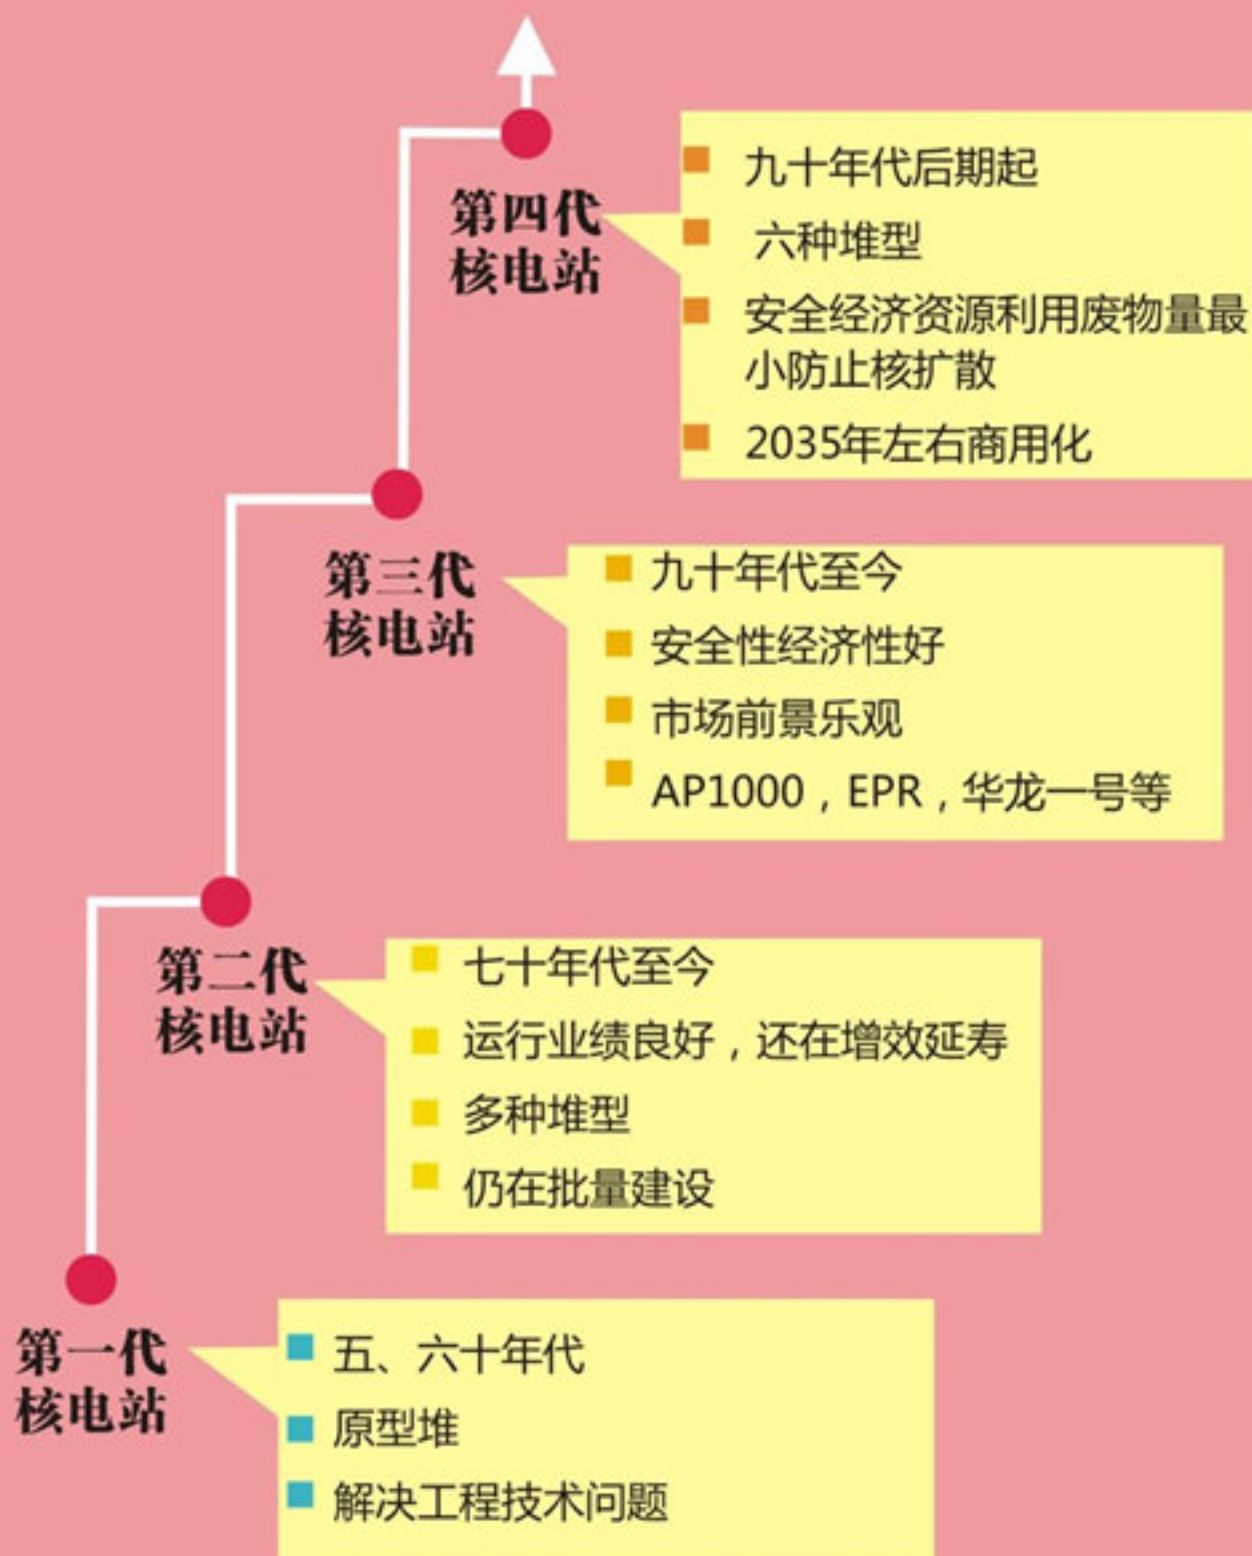 第四代
核电站
九十年代后期起
六种堆型
安全经济资源利用废物量最
小防止核扩散
2035年左右商用化
第三代
核电站
九十年代至今
安全性经济性好
市场前景乐观
AP1000，EPR，华龙一号等
第二代
核电站
七十年代至今
运行业绩良好，还在增效延寿
多种堆型
仍在批量建设
第一代
核电站
五、六十年代
原型堆
解决工程技术问题